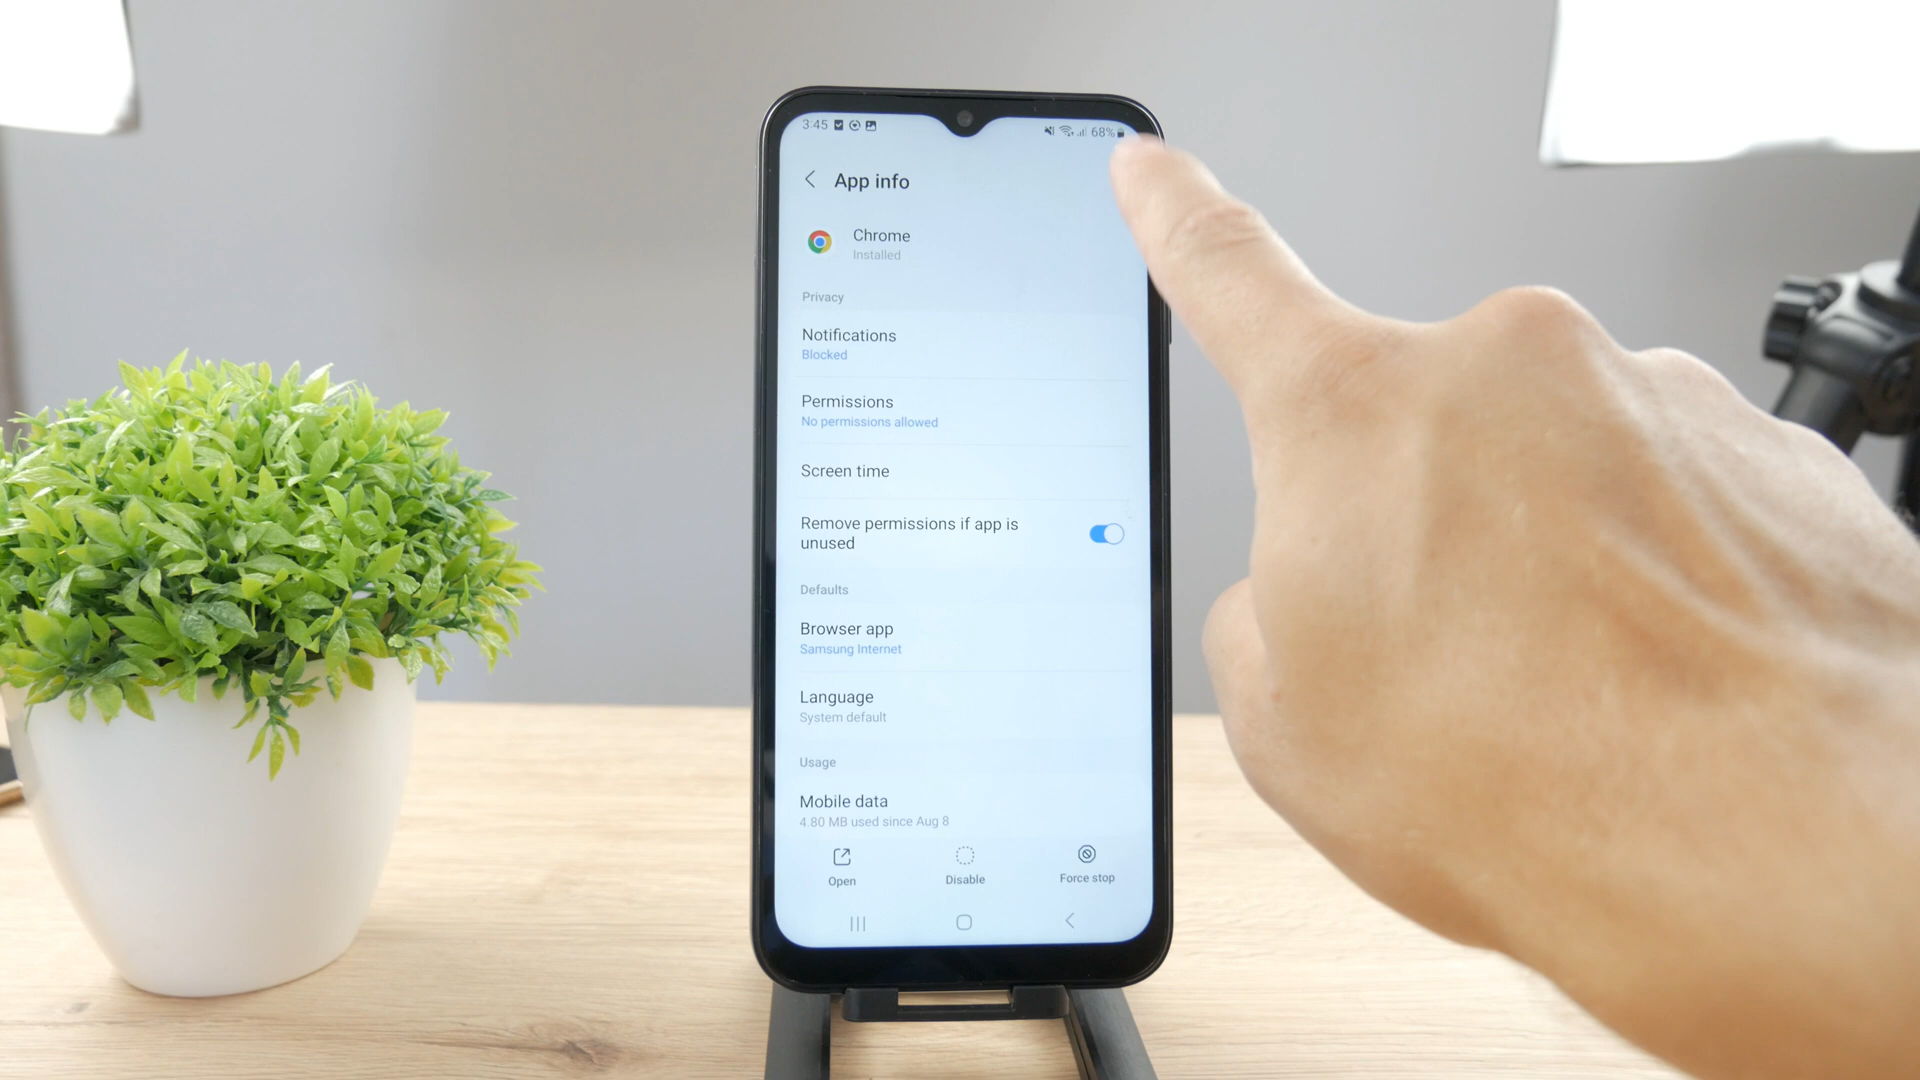 3:45 68%
App info
Chrome
Installed
Privacy
Notifications
Blocked
Permissions
No permissions allowed
Screen time
Remove permissions if app is
unused
Defaults
Browser app
Samsung Internet
Language
System default
Usage
Mobile data
4.80 MB used since Aug 8
Open Disable Force stop